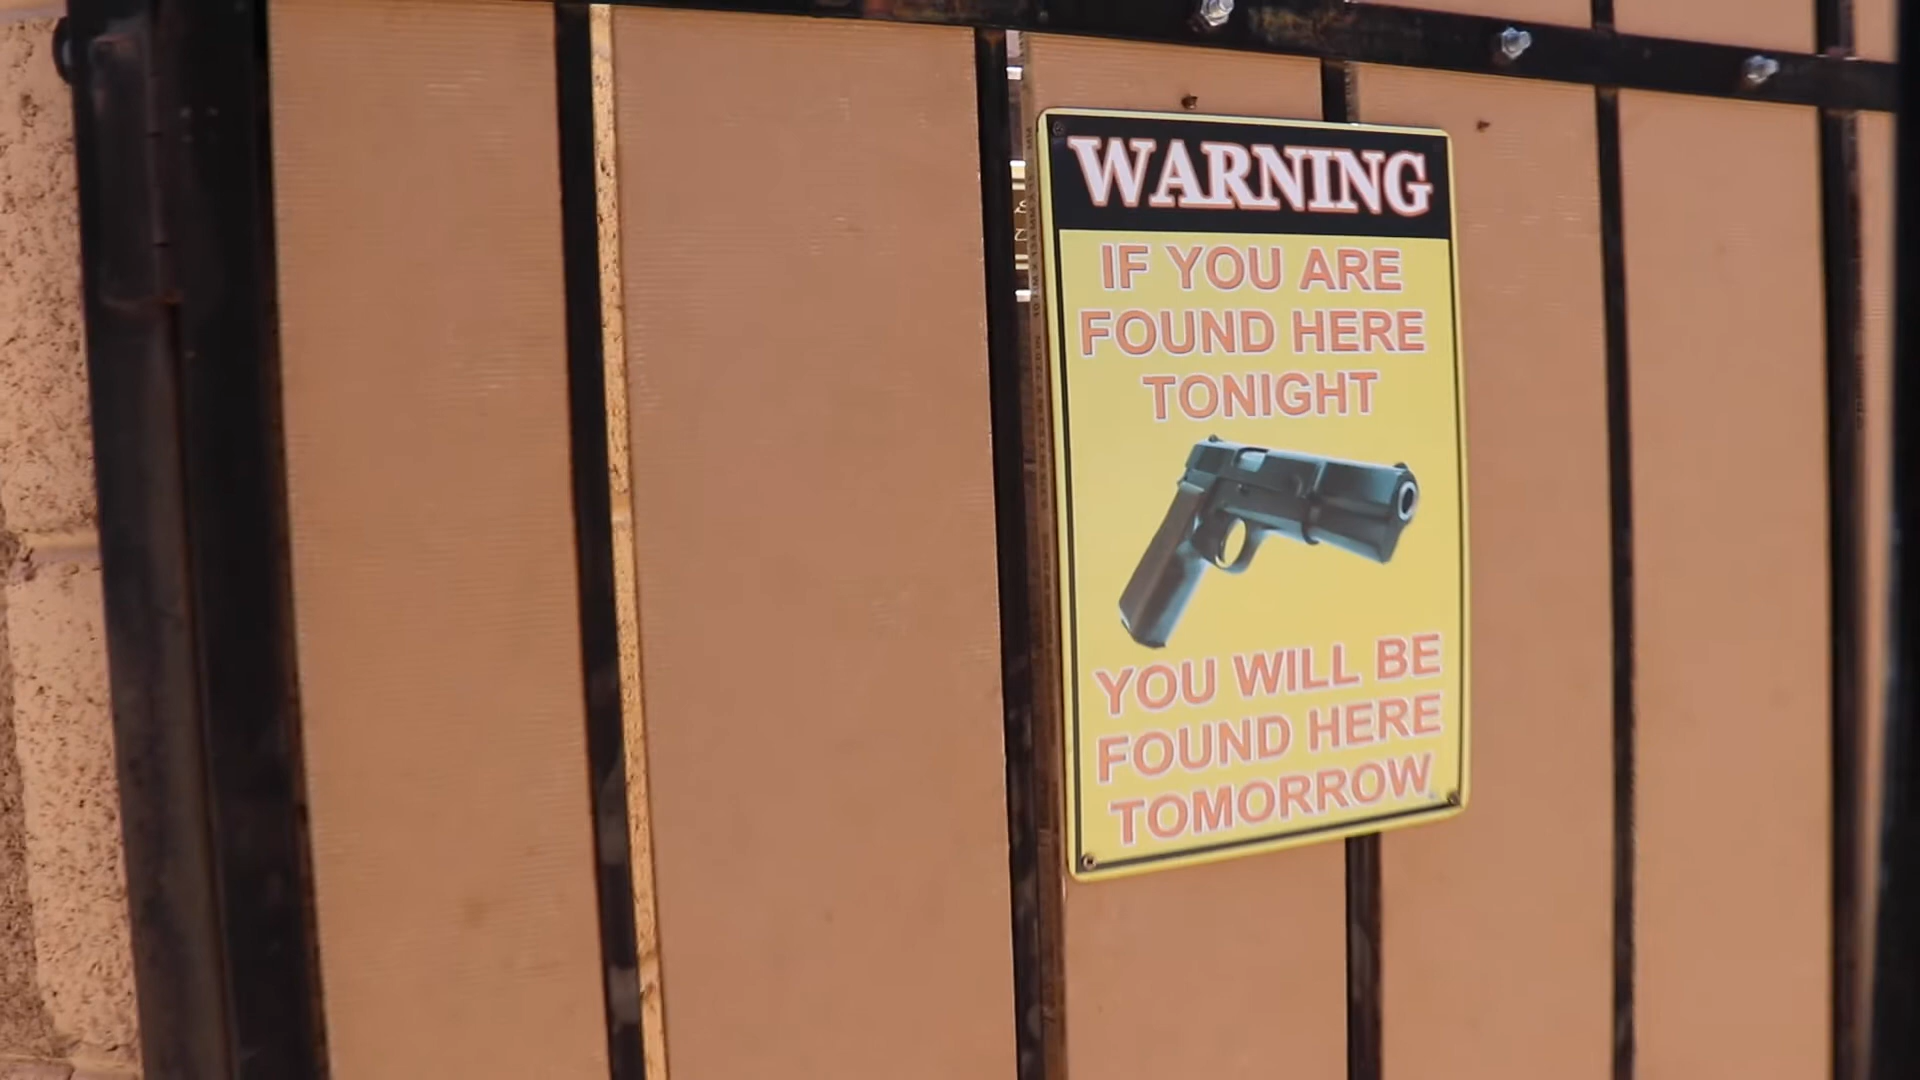 WARNING
IF YOU ARE
FOUND HERE
TONIGHT
YOU WILL BE
FOUND HERE
TOMORROW